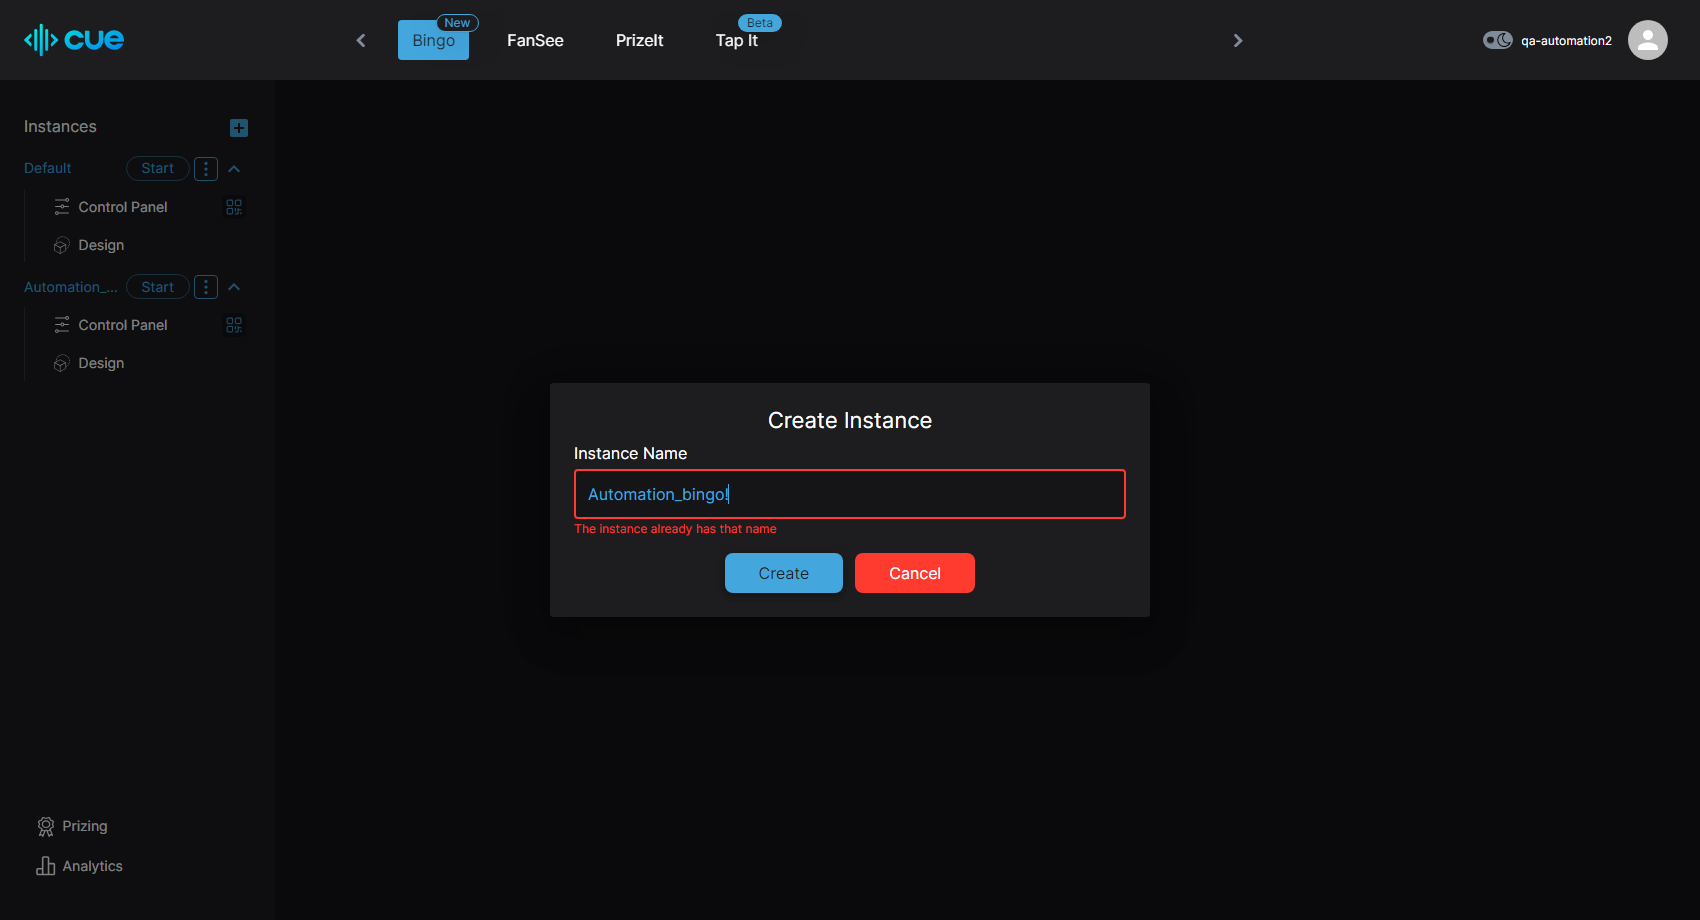 cue
Bingo
New
FanSee
PrizeIt
Tap It
Beta
qa-automation2
Instances
Default
Start
Control Panel
Design
Automation_...
Start
Control Panel
Design
Create Instance
Instance Name
Automation_bingo!
The instance already has that name
Create
Cancel
Prizing
Analytics